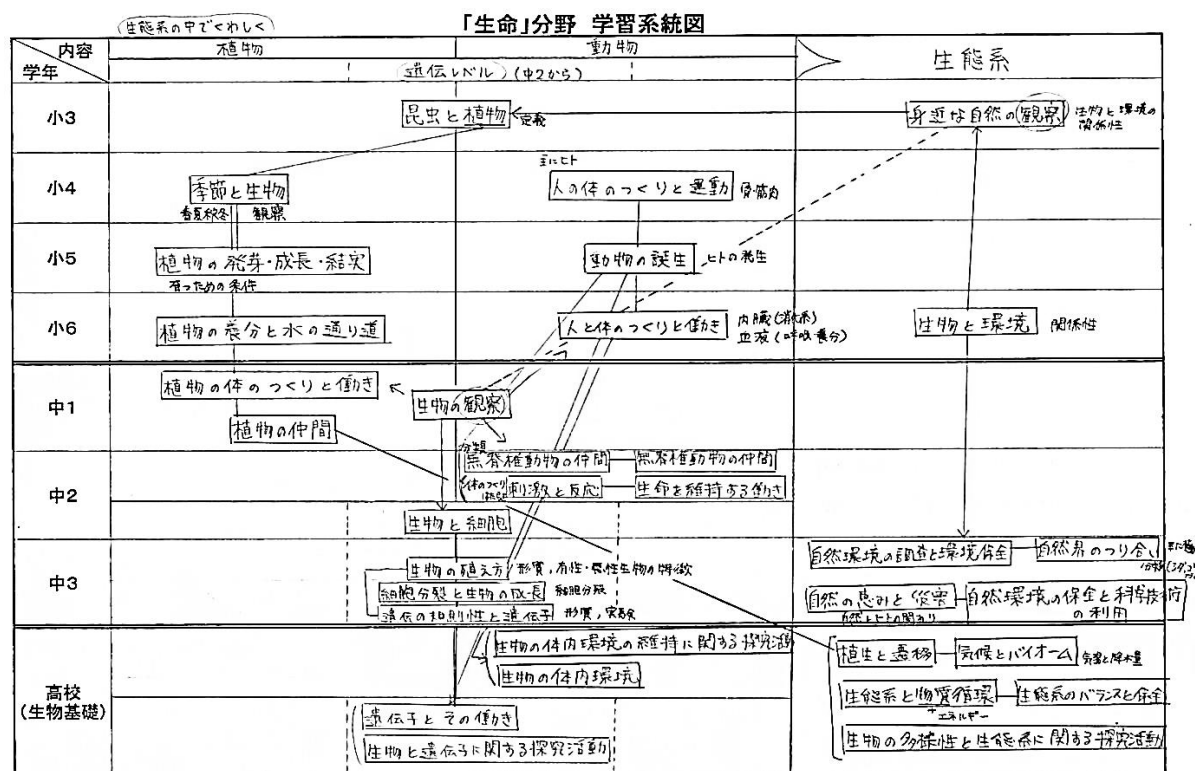 「生命」分野 学習系統図
生態系の中でくわしく
内容
学年
植物
動物
生態系
遺伝レベル (中2から)
小3
昆虫と植物 定義
身近な自然の観察 生物と環境の
関係性
小4
主にヒト
季節と生物
春夏秋冬 観察
人の体のつくりと運動 骨・筋肉
小5
植物の発芽・成長・結実
育つための条件
動物の誕生 ヒトの発生
小6
植物の養分と水の通り道
人と体のつくりと働き 内臓(消化系)
血液(呼吸・養分)
生物と環境 関係性
中1
植物の体のつくりと働き
生物の観察
植物の仲間
中2
分類
無脊椎動物の仲間 無脊椎動物の仲間
体のつくり
刺激と反応 生命を維持する働き
生物と細胞
中3
生物の殖え方 形質,有性・無性生物の特徴
細胞分裂と生物の成長 細胞分裂
遺伝の規則性と遺伝子 形質,実験
自然環境の調査と環境保全 自然界のつり合い
自然の恵みと災害 自然環境の保全と科学技術
の利用
自然とヒトの関わり
高校
(生物基礎)
生物の体内環境の維持に関する探究活動
生物の体内環境
遺伝子とその働き
生物と遺伝子に関する探究活動
植生と遷移 気候とバイオーム 気温と降水量
生態系と物質循環 生態系のバランスと保全
+エネルギー
生物の多様性と生態系に関する探究活動